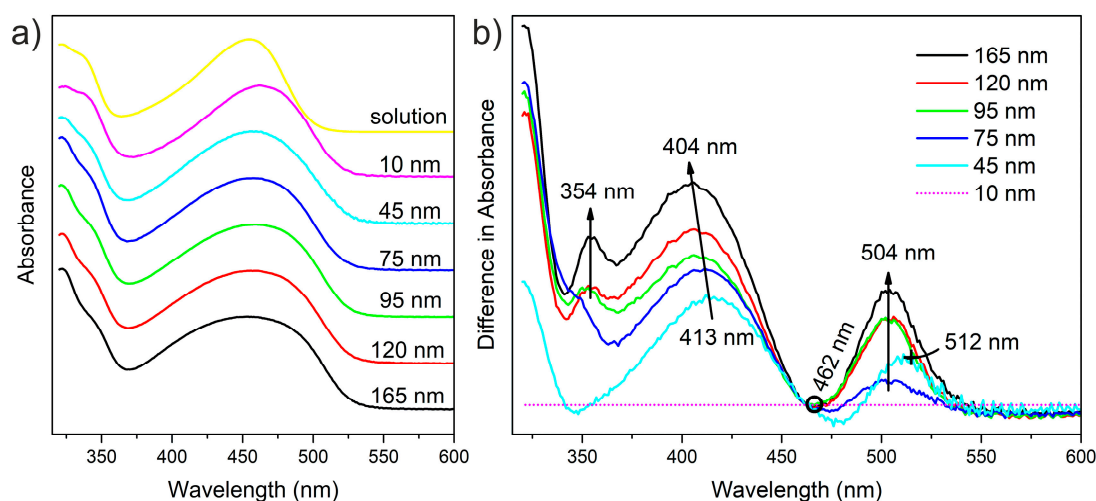 a)
Absorbance
solution
10 nm
45 nm
75 nm
95 nm
120 nm
165 nm
350 400 450 500 550 600
Wavelength (nm)
b)
Difference in Absorbance
165 nm
120 nm
95 nm
75 nm
45 nm
10 nm
404 nm
354 nm
504 nm
413 nm
462 nm
512 nm
350 400 450 500 550 600
Wavelength (nm)